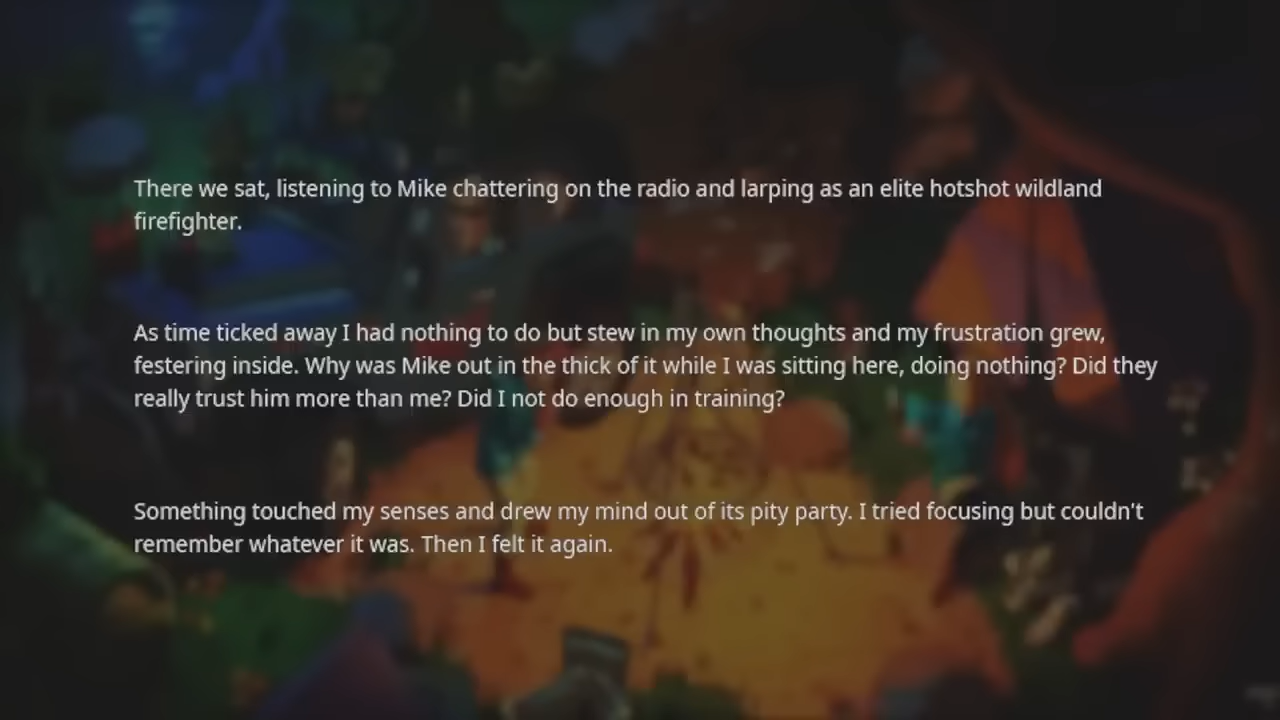 There we sat, listening to Mike chattering on the radio and larping as an elite hotshot wildland
firefighter.
As time ticked away I had nothing to do but stew in my own thoughts and my frustration grew,
festering inside. Why was Mike out in the thick of it while I was sitting here, doing nothing? Did they
really trust him more than me? Did I not do enough in training?
Something touched my senses and drew my mind out of its pity party. I tried focusing but couldn't
remember whatever it was. Then I felt it again.